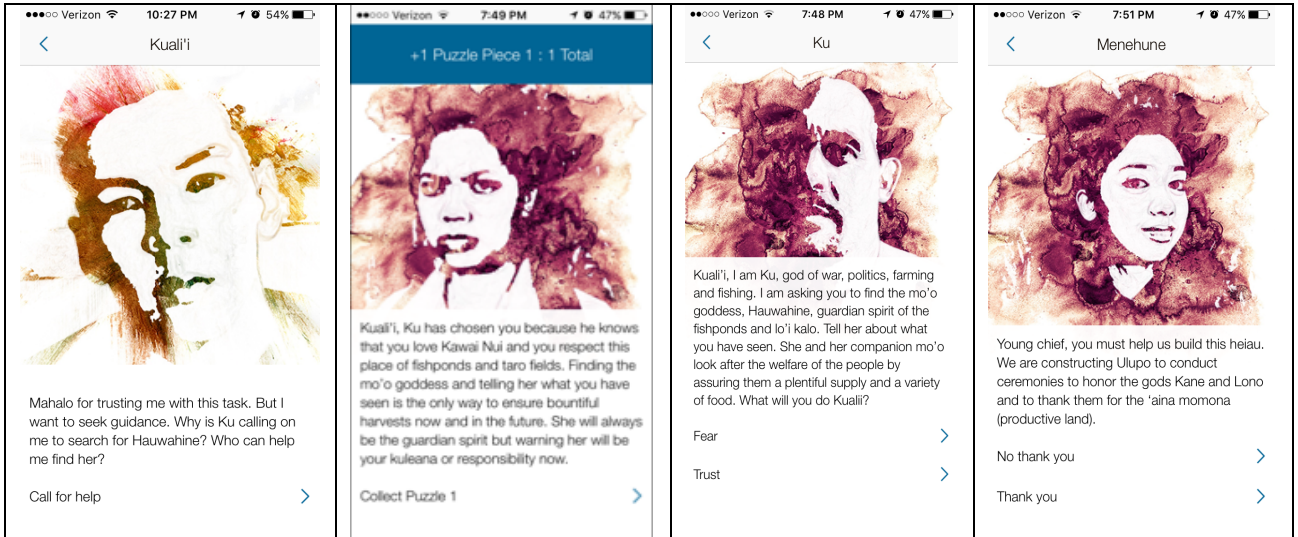 Verizon 10:27 PM 54%
Kuali'i
Mahalo for trusting me with this task. But I
want to seek guidance. Why is Ku calling on
me to search for Hauwahine? Who can help
me find her?
Call for help
Verizon 7:49 PM 47%
+1 Puzzle Piece 1 : 1 Total
Kuali'i, Ku has chosen you because he knows
that you love Kawai Nui and you respect this
place of fishponds and taro fields. Finding the
mo'o goddess and telling her what you have
seen is the only way to ensure bountiful
harvests now and in the future. She will always
be the guardian spirit but warning her will be
your kuleana or responsibility now.
Collect Puzzle 1
Verizon 7:48 PM 47%
Ku
Kuali'i, I am Ku, god of war, politics, farming
and fishing. I am asking you to find the mo'o
goddess, Hauwahine, guardian spirit of the
fishponds and lo'i kalo. Tell her about what
you have seen. She and her companion mo'o
look after the welfare of the people by
assuring them a plentiful supply and a variety
of food. What will you do Kualii?
Fear
Trust
Verizon 7:51 PM 47%
Menehune
Young chief, you must help us build this heiau.
We are constructing Ulupo to conduct
ceremonies to honor the gods Kane and Lono
and to thank them for the 'aina momona
(productive land).
No thank you
Thank you